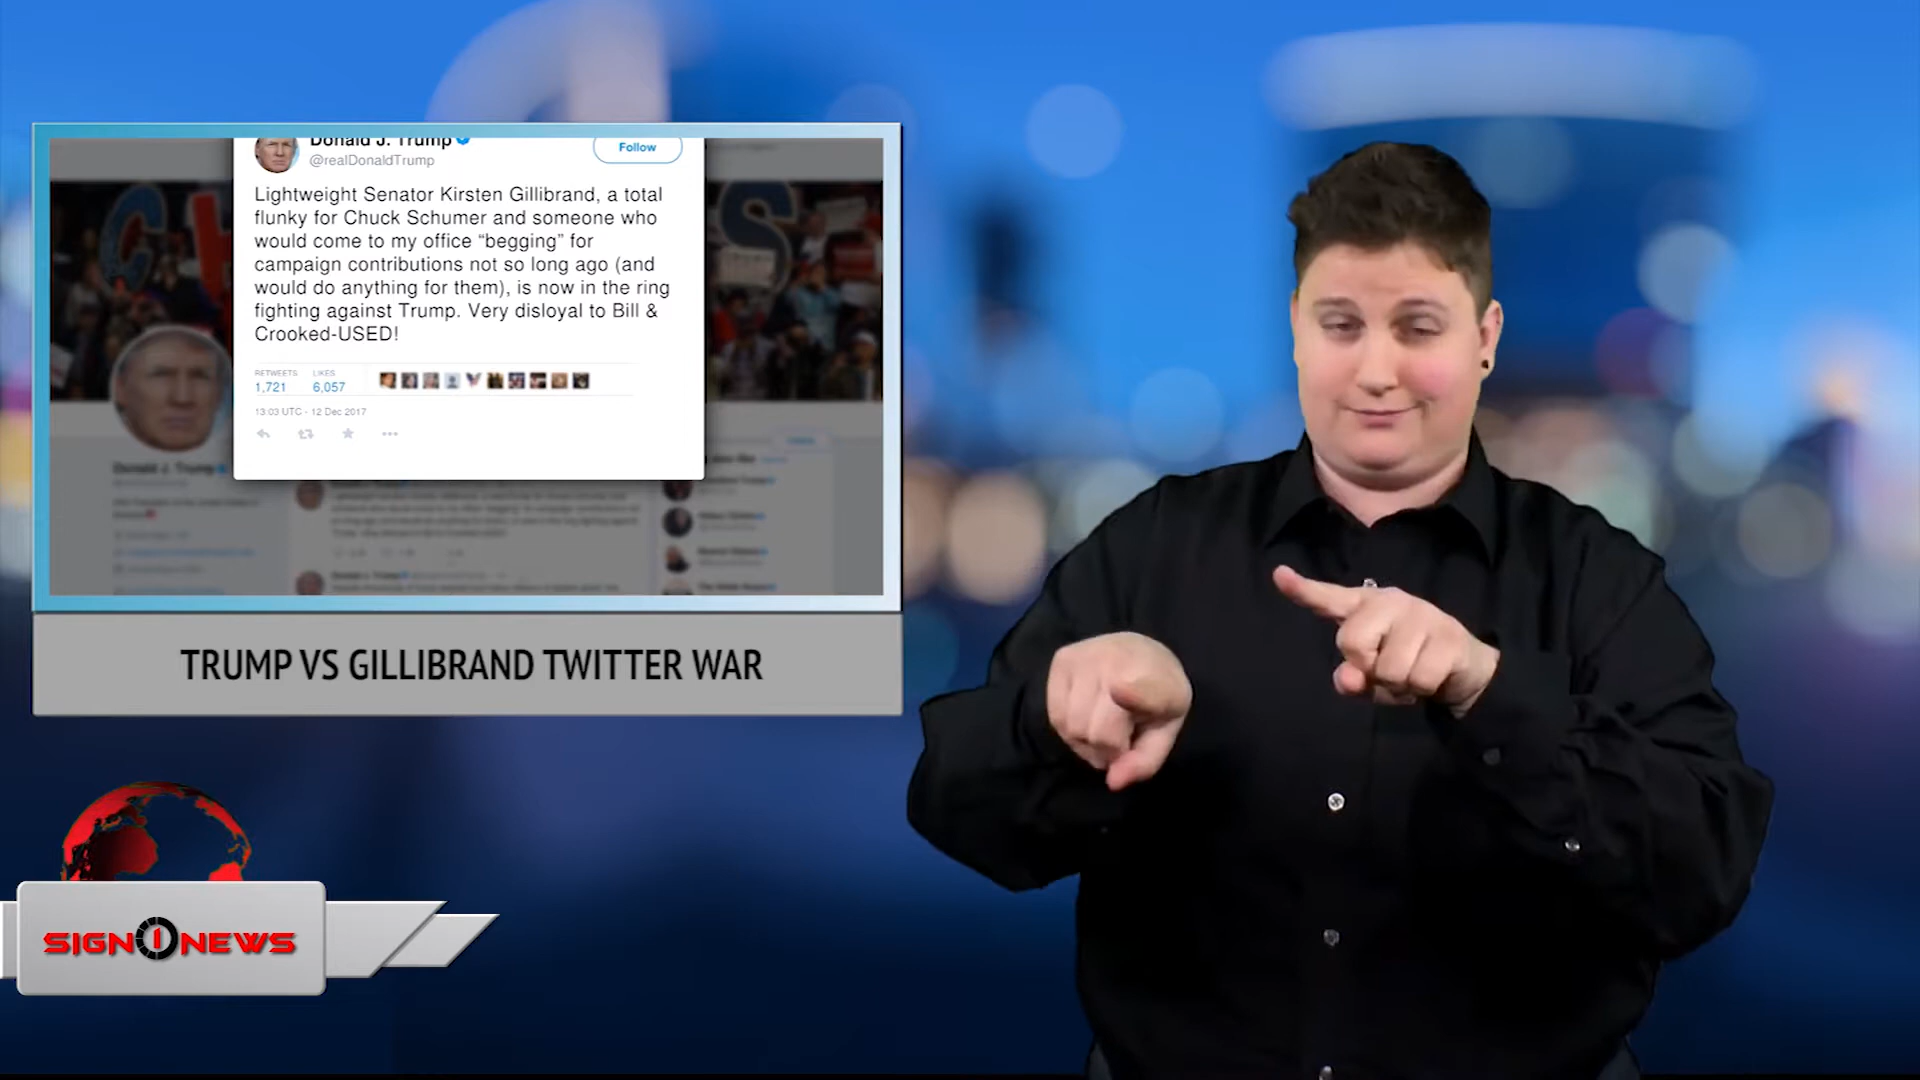 Donald J. Trump
@realDonaldTrump
Follow
Lightweight Senator Kirsten Gillibrand, a total
flunky for Chuck Schumer and someone who
would come to my office “begging” for
campaign contributions not so long ago (and
would do anything for them), is now in the ring
fighting against Trump. Very disloyal to Bill &
Crooked-USED!
RETWEETS LIKES
1,721 6,057
13:03 UTC - 12 Dec 2017
Donald J. Trump
TRUMP VS GILLIBRAND TWITTER WAR
SIGN1NEWS